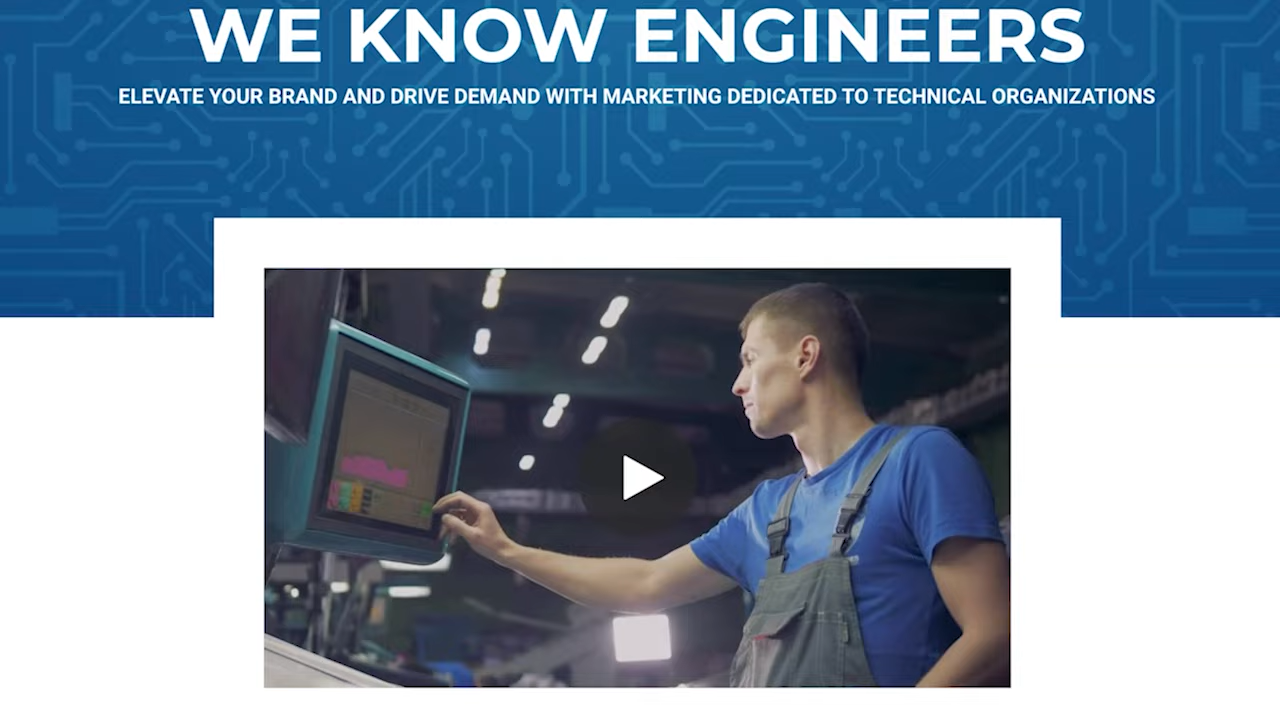 WE KNOW ENGINEERS
ELEVATE YOUR BRAND AND DRIVE DEMAND WITH MARKETING DEDICATED TO TECHNICAL ORGANIZATIONS